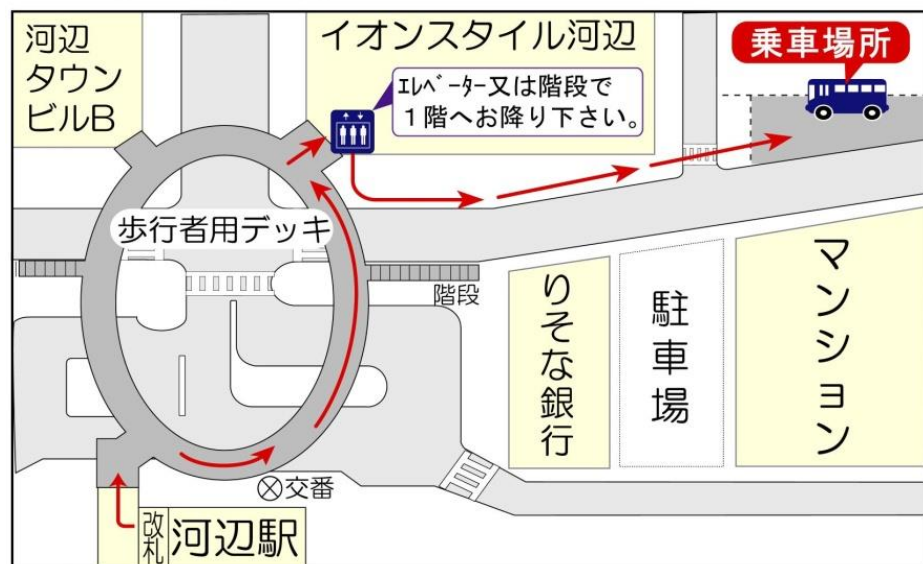 河辺
タウン
ビルB
イオンスタイル河辺
乗車場所
エレベーター又は階段で
1階へお降り下さい。
歩行者用デッキ
階段
りそな銀行
駐車場
マンション
交番
改札
河辺駅